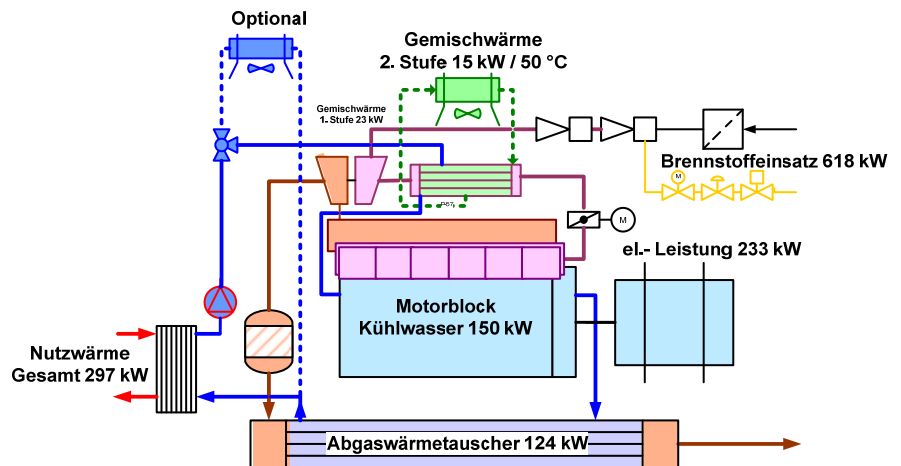 Optional
Gemischwärme
2. Stufe 15 kW / 50 °C
Gemischwärme
1. Stufe 23 kW
Brennstoffeinsatz 618 kW
M
M
el.- Leistung 233 kW
Motorblock
Kühlwasser 150 kW
Nutzwärme
Gesamt 297 kW
Abgaswärmetauscher 124 kW